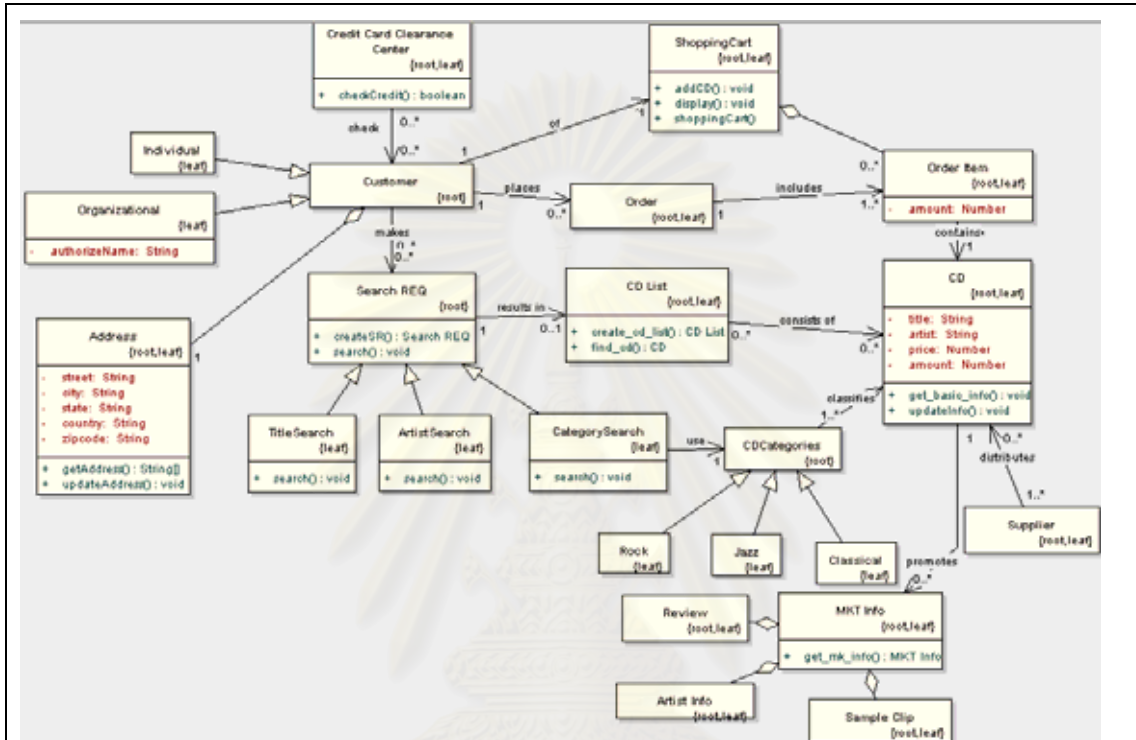 Credit Card Clearance
Center
{root,leaf}
+ checkCredit() : boolean
ShoppingCart
{root,leaf}
+ addCD() : void
+ display() : void
+ shoppingCart()
check
0..*
0..*
1
of
1
Individual
{leaf}
Customer
{root}
Organizational
{leaf}
- authorizeName: String
1
places
0..*
Order
{root,leaf}
1
includes
1..*
0..*
Order Item
{root,leaf}
- amount: Number
contains
1
makes
0..*
0..*
Search REQ
{root}
+ createSR() : Search REQ
+ search() : void
1
results in
0..1
CD List
{root,leaf}
+ create_cd_list() : CD List
+ find_cd() : CD
0..*
consists of
0..*
CD
{root,leaf}
- title: String
- artist: String
- price: Number
- amount: Number
+ get_basic_info() : void
+ updateInfo() : void
Address
{root,leaf}
1
- street: String
- city: String
- state: String
- country: String
- zipcode: String
+ getAddress() : String[]
+ updateAddress() : void
TitleSearch
{leaf}
+ search() : void
ArtistSearch
{leaf}
+ search() : void
CategorySearch
{leaf}
+ search() : void
use
1
CDCategories
{root}
classifies
1..*
1
0..*
distributes
1..*
Supplier
{root,leaf}
Rock
{leaf}
Jazz
{leaf}
Classical
{leaf}
promotes
0..*
Review
{root,leaf}
MKT Info
{root,leaf}
+ get_mk_info() : MKT Info
Artist Info
{root,leaf}
Sample Clip
{root,leaf}